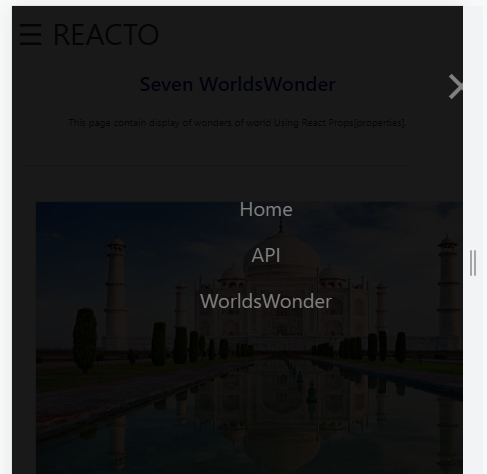 ☰ REACTO
Seven WorldsWonder
×
This page contain display of wonders of world Using React Props[properties].
Home
API
WorldsWonder